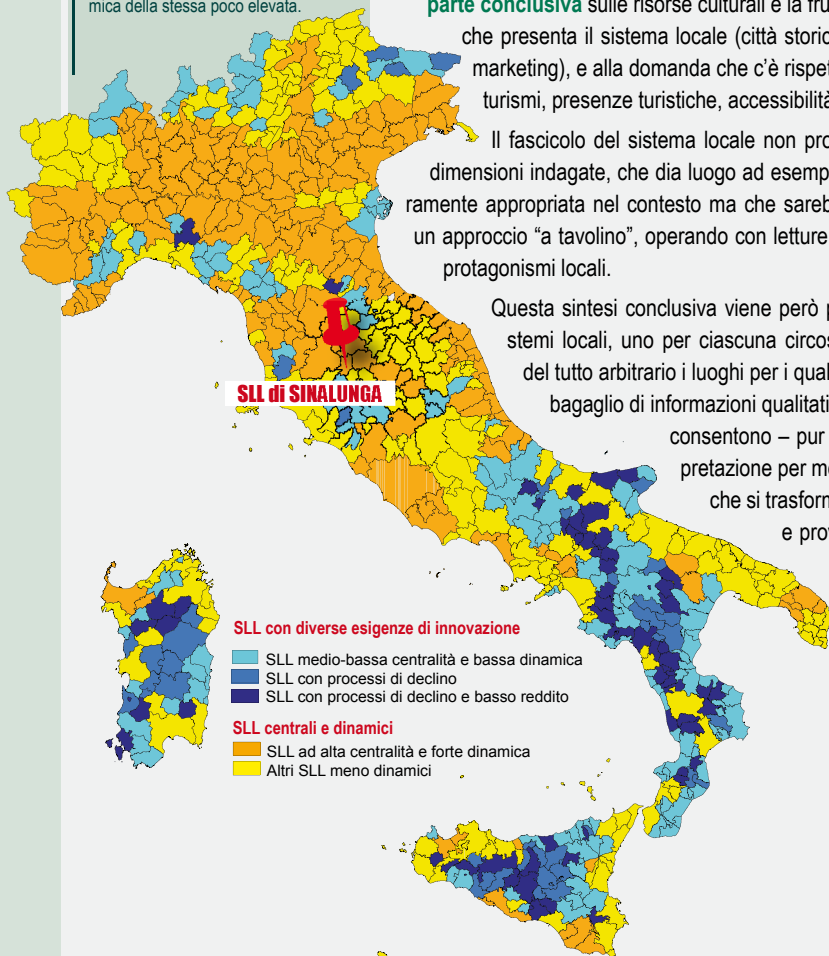 mica della stessa poco elevata.
parte conclusiva sulle risorse culturali e la fru
che presenta il sistema locale (città storic
marketing), e alla domanda che c'è rispet
turismi, presenze turistiche, accessibilità
Il fascicolo del sistema locale non pro
dimensioni indagate, che dia luogo ad esemp
ramente appropriata nel contesto ma che sareb
un approccio “a tavolino”, operando con letture
protagonismi locali.
Questa sintesi conclusiva viene però p
stemi locali, uno per ciascuna circos
del tutto arbitrario i luoghi per i qual
bagaglio di informazioni qualitati
consentono – pur
pretazione per me
che si trasform
e prov
SLL di SINALUNGA
SLL con diverse esigenze di innovazione
SLL medio-bassa centralità e bassa dinamica
SLL con processi di declino
SLL con processi di declino e basso reddito
SLL centrali e dinamici
SLL ad alta centralità e forte dinamica
Altri SLL meno dinamici